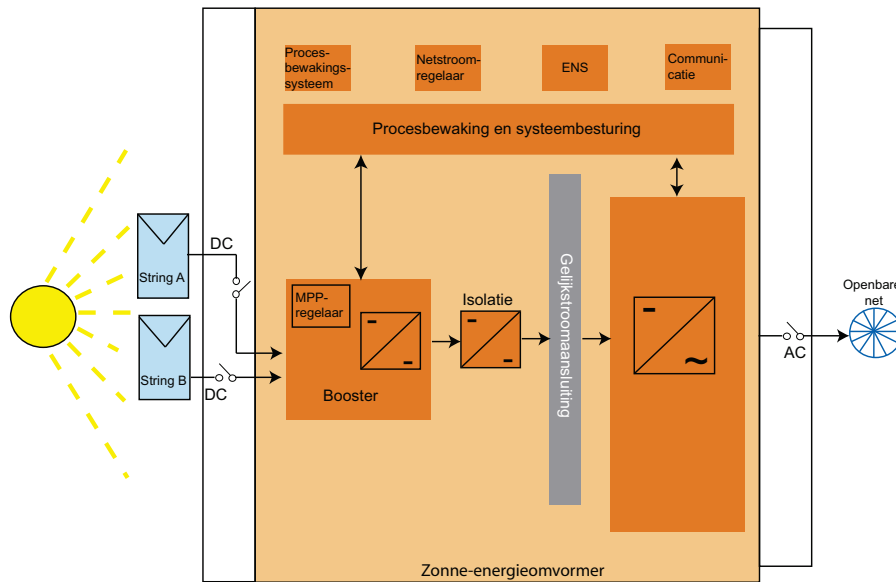 Proces-
bewakings-
systeem
Netstroom-
regelaar
ENS
Communi-
catie
Procesbewaking en systeembesturing
DC
String A
MPP-
regelaar
Isolatie
Gelijkstroomaansluiting
Openbare
net
String B
DC
Booster
~
AC
Zonne-energieomvormer